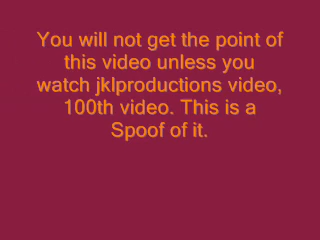 You will not get the point of
this video unless you
watch jklproductions video,
100th video. This is a
Spoof of it.